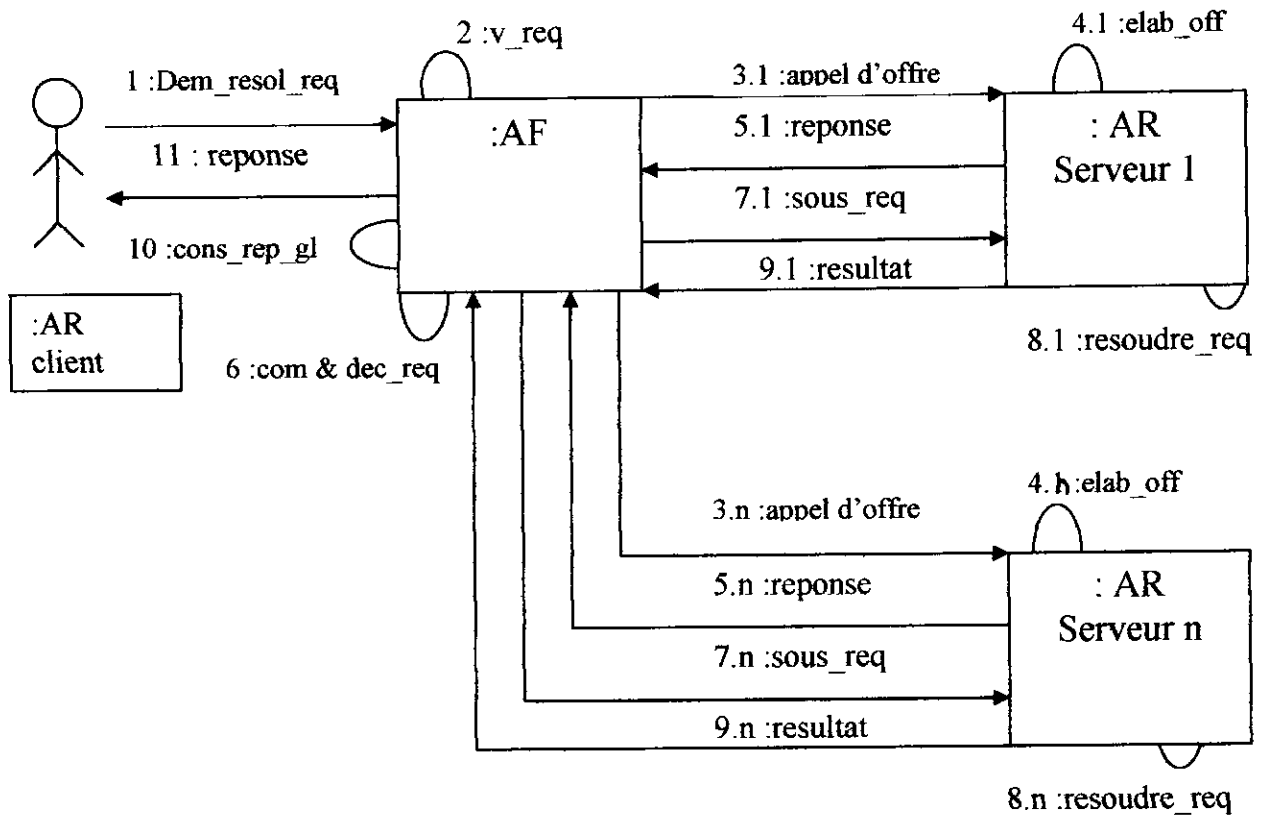 2 :v_req
4.1 :elab_off
1 :Dem_resol_req
3.1 :appel d'offre
:AF
: AR
Serveur 1
5.1 :reponse
11 : reponse
7.1 :sous_req
10 :cons_rep_gl
9.1 :resultat
:AR
client
6 :com & dec_req
8.1 :resoudre_req
4.n :elab_off
3.n :appel d'offre
5.n :reponse
: AR
Serveur n
7.n :sous_req
9.n :resultat
8.n :resoudre_req